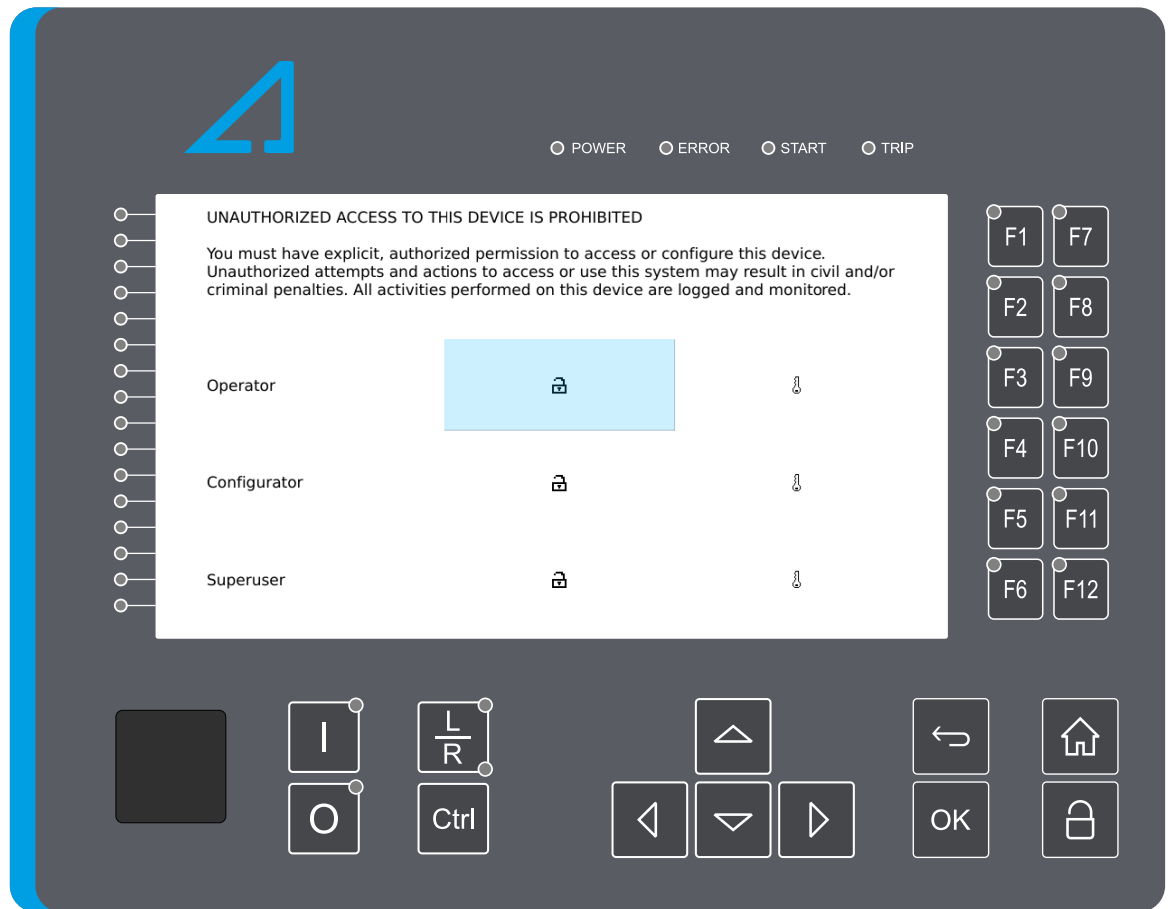 POWER ERROR START TRIP
UNAUTHORIZED ACCESS TO THIS DEVICE IS PROHIBITED
You must have explicit, authorized permission to access or configure this device.
Unauthorized attempts and actions to access or use this system may result in civil and/or
criminal penalties. All activities performed on this device are logged and monitored.
Operator
Configurator
Superuser
F1 F7
F2 F8
F3 F9
F4 F10
F5 F11
F6 F12
I
L
R
O
Ctrl
OK